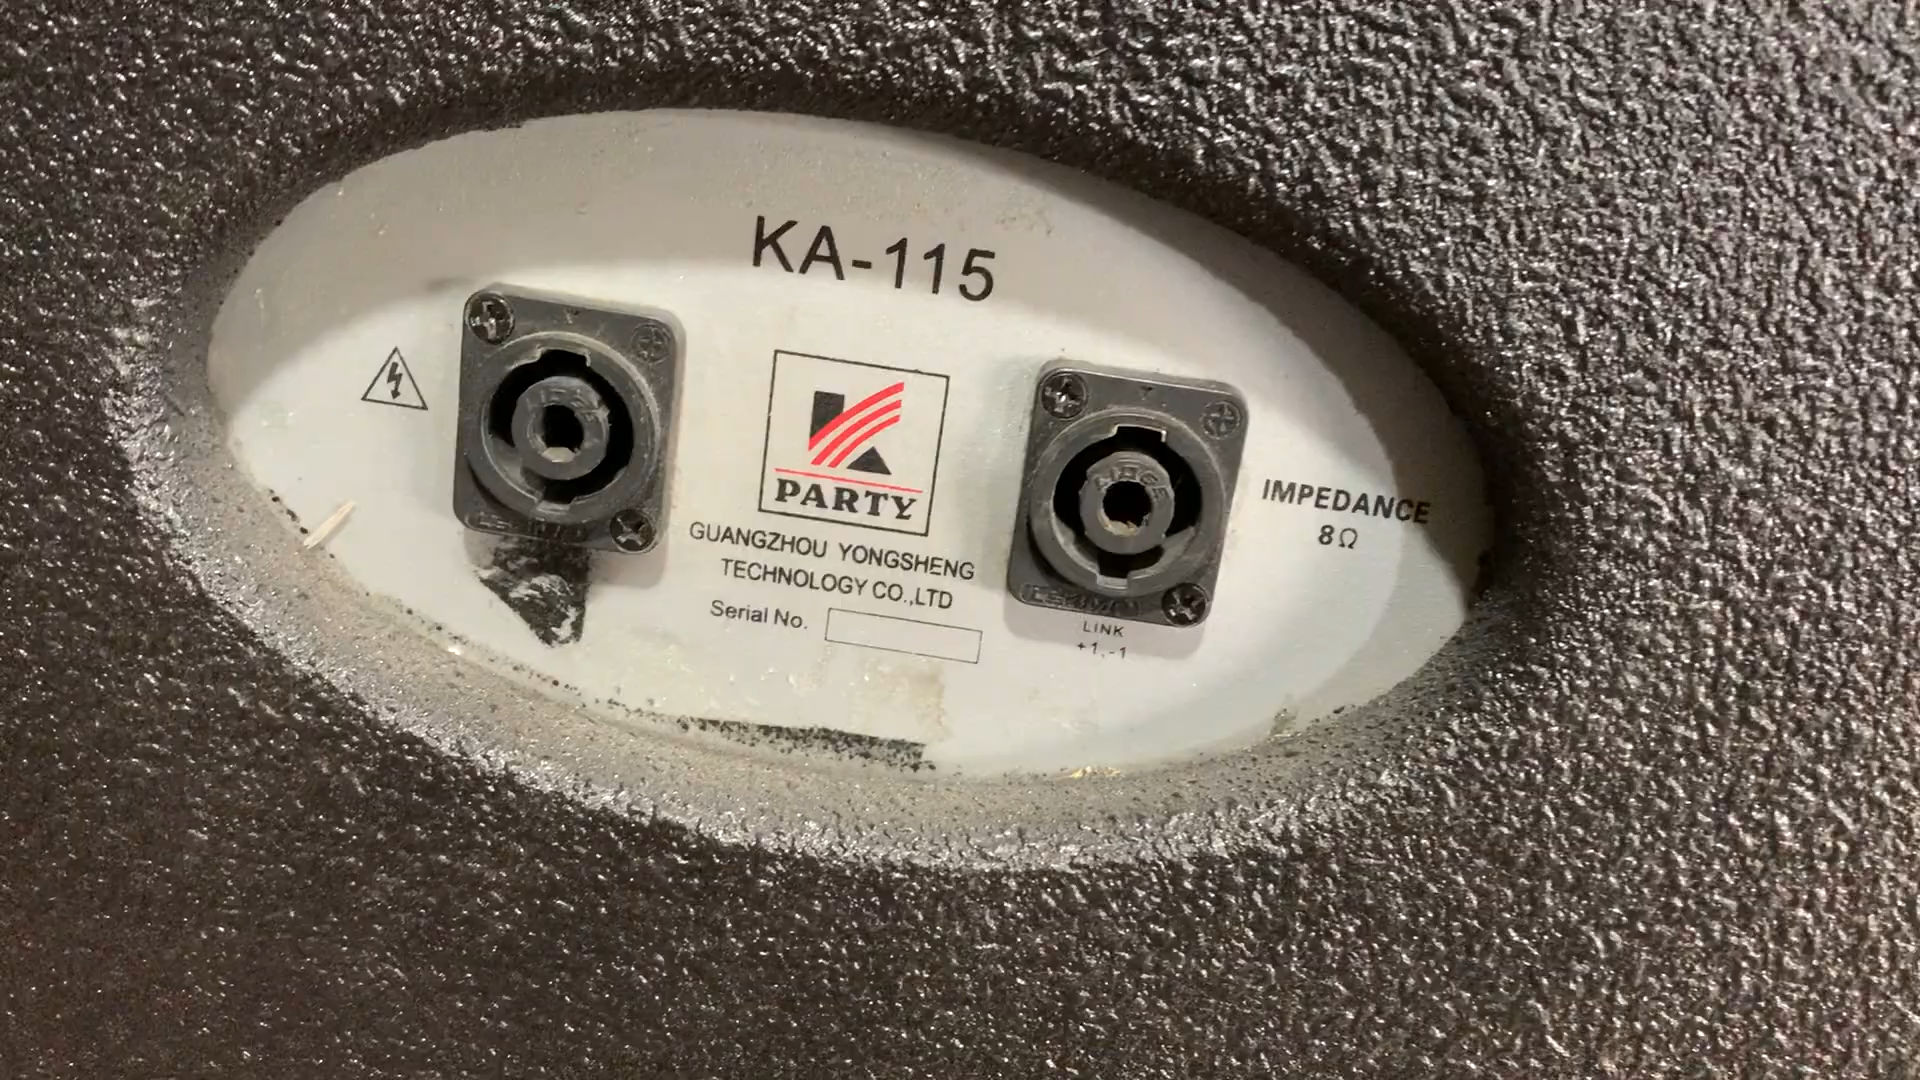 KA-115
PARTY
GUANGZHOU YONGSHENG
TECHNOLOGY CO.,LTD
Serial No.
LINK
+1,-1
IMPEDANCE
8Ω